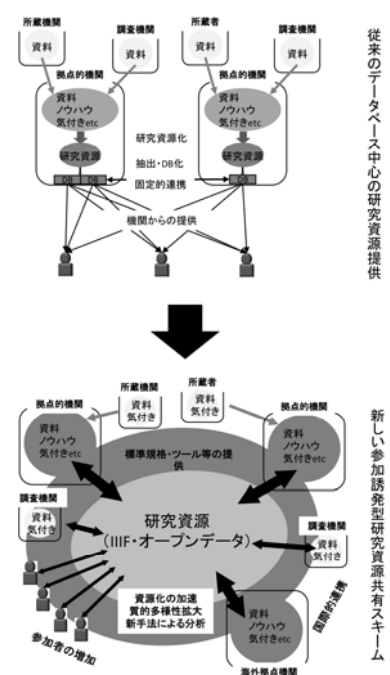 従来のデータベース中心の研究資源提供
所蔵機関
調査機関
所蔵者
調査機関
資料
資料
資料
資料
拠点的機関
拠点的機関
資料
ノウハウ
気付きetc
資料
ノウハウ
気付きetc
研究資源化
研究資源
研究資源
抽出・DB化
DB
DB
固定的連携
DB
機関からの提供
新しい参加誘発型研究資源共有スキーム
所蔵機関
所蔵者
拠点的機関
資料
気付き
資料
気付き
拠点的機関
資料
ノウハウ
気付きetc
資料
ノウハウ
気付きetc
標準規格・ツール等の提
供
調査機関
資料
気付き
研究資源
(IIIF・オープンデータ)
調査機関
資料
気付き
資源化の加速
質的多様性拡大
新手法による分析
国際的連携
資料
ノウハウ
気付きetc
参加者の増加
海外拠点機関